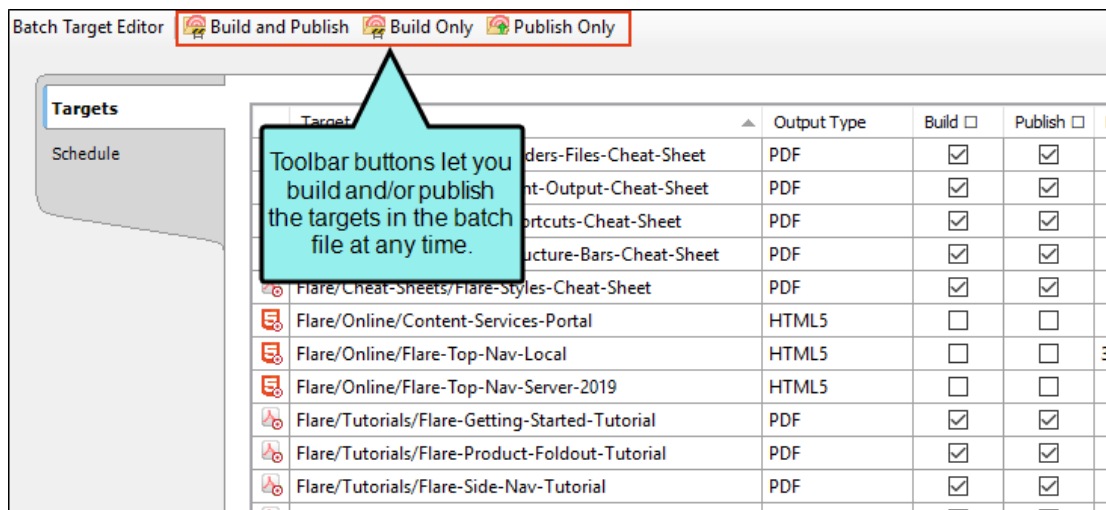 Batch Target Editor Build and Publish Build Only Publish Only
Targets
Schedule
Target Output Type Build Publish
Toolbar buttons let you
build and/or publish
the targets in the batch
file at any time.
ders-Files-Cheat-Sheet PDF
nt-Output-Cheat-Sheet PDF
ortcuts-Cheat-Sheet PDF
ucture-Bars-Cheat-Sheet PDF
Flare/Cheat-Sheets/Flare-Styles-Cheat-Sheet PDF
Flare/Online/Content-Services-Portal HTML5
Flare/Online/Flare-Top-Nav-Local HTML5
Flare/Online/Flare-Top-Nav-Server-2019 HTML5
Flare/Tutorials/Flare-Getting-Started-Tutorial PDF
Flare/Tutorials/Flare-Product-Foldout-Tutorial PDF
Flare/Tutorials/Flare-Side-Nav-Tutorial PDF